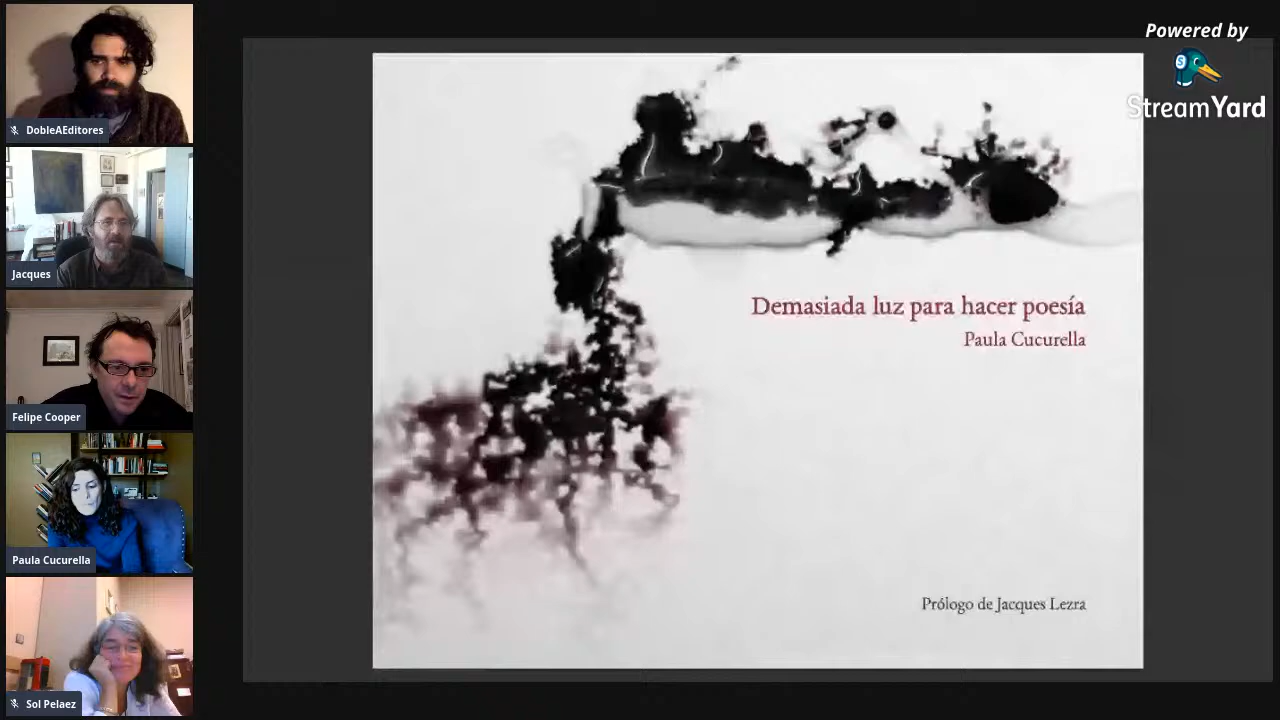 DobleAEditores
Jacques
Felipe Cooper
Paula Cucurella
Sol Pelaez
Demasiada luz para hacer poesía
Paula Cucurella
Prólogo de Jacques Lezra
Powered by
S
StreamYard